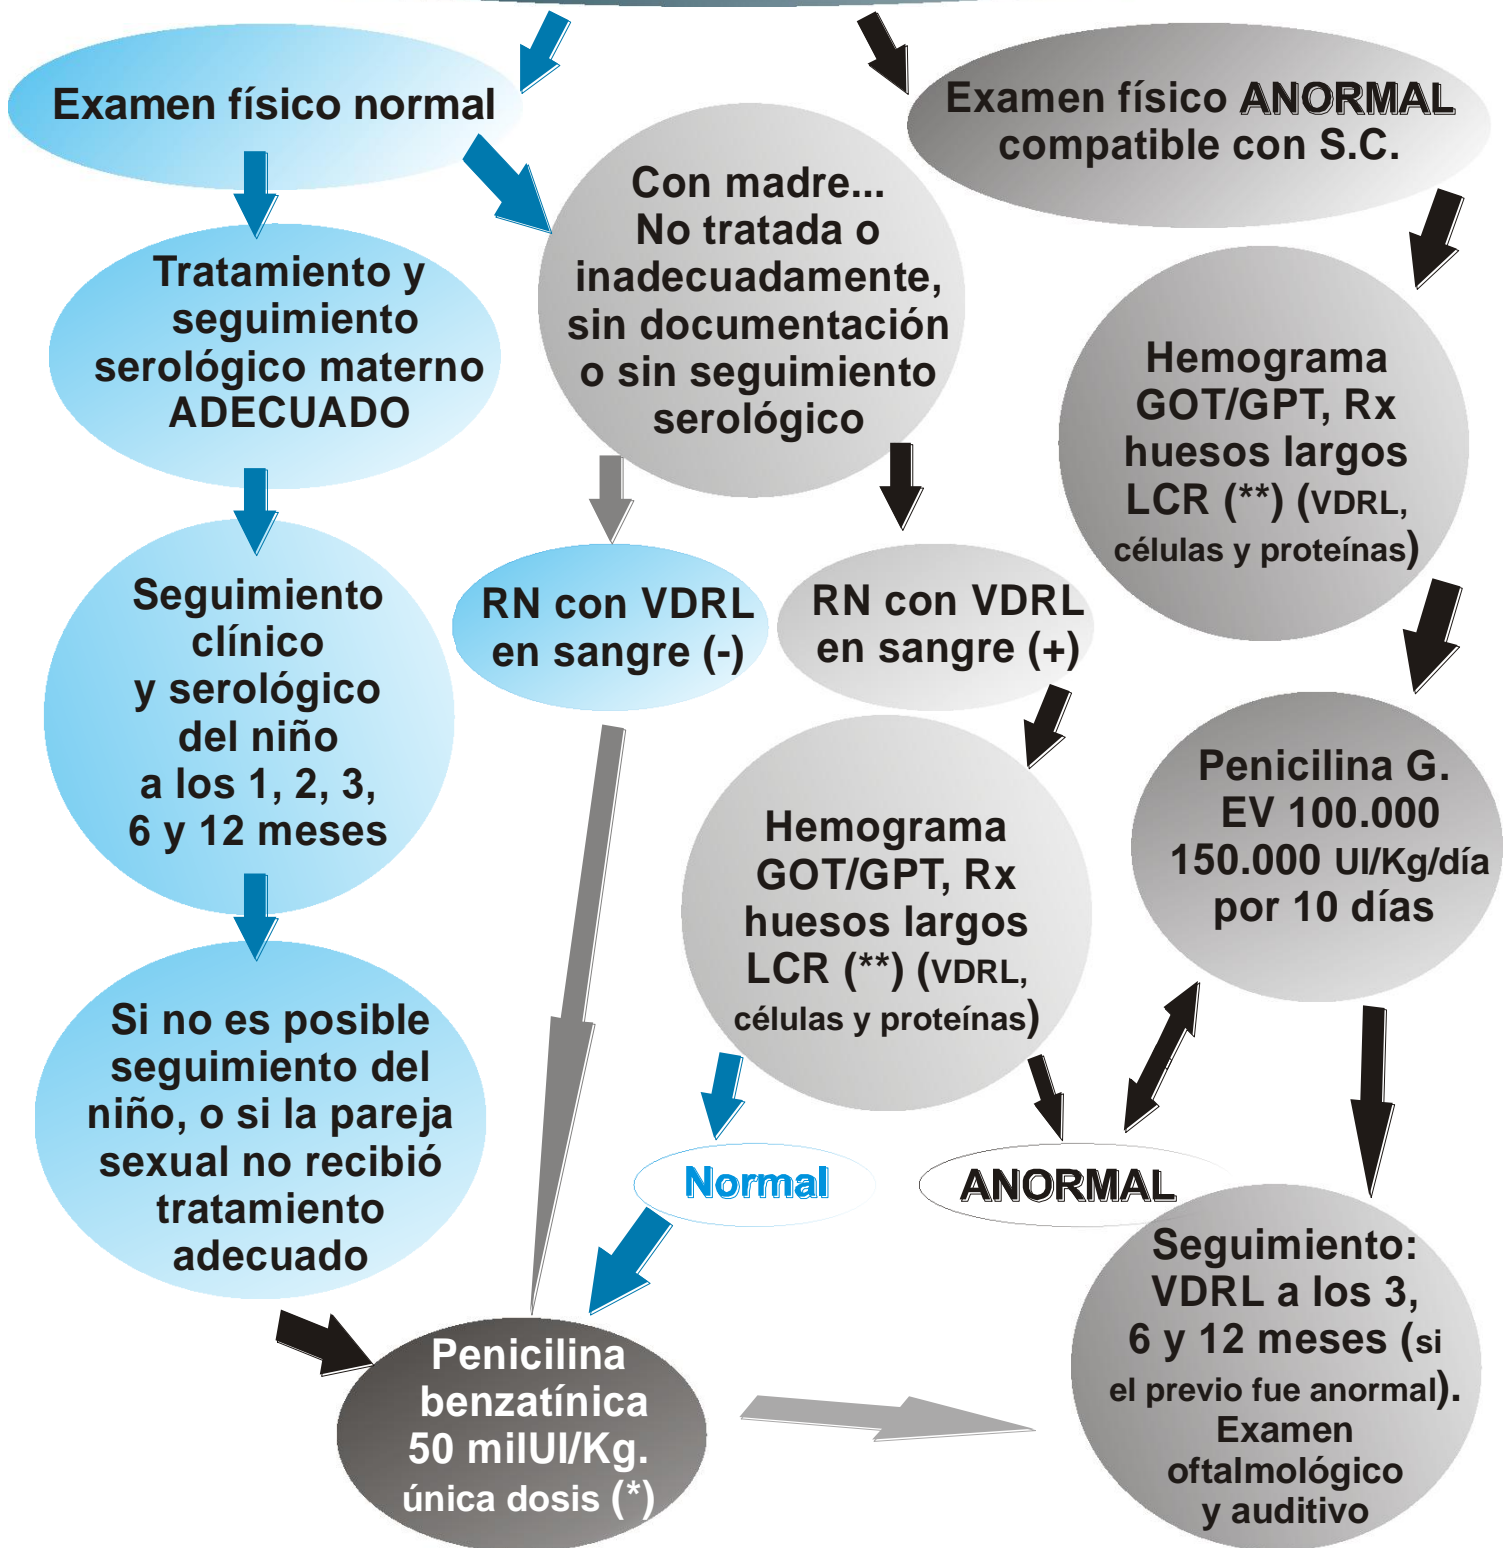 Examen físico normal
Examen físico ANORMAL
compatible con S.C.
Con madre...
No tratada o
inadecuadamente,
sin documentación
o sin seguimiento
serológico
Tratamiento y
seguimiento
serológico materno
ADECUADO
Hemograma
GOT/GPT, Rx
huesos largos
LCR (**) (VDRL,
células y proteínas)
Seguimiento
clínico
y serológico
del niño
a los 1, 2, 3,
6 y 12 meses
RN con VDRL
en sangre (-)
RN con VDRL
en sangre (+)
Hemograma
GOT/GPT, Rx
huesos largos
LCR (**) (VDRL,
células y proteínas)
Penicilina G.
EV 100.000
150.000 UI/Kg/día
por 10 días
Si no es posible
seguimiento del
niño, o si la pareja
sexual no recibió
tratamiento
adecuado
Normal
ANORMAL
Penicilina
benzatínica
50 milUI/Kg.
única dosis (*)
Seguimiento:
VDRL a los 3,
6 y 12 meses (si
el previo fue anormal).
Examen
oftalmológico
y auditivo